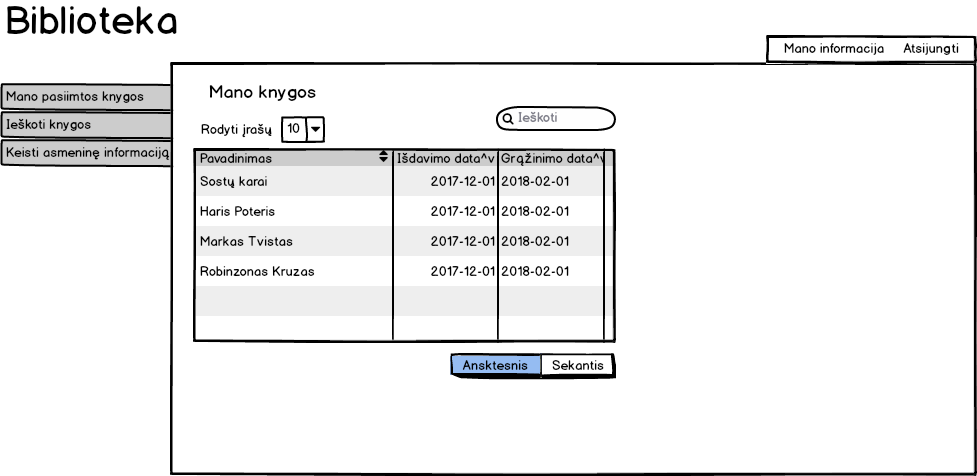 Biblioteka
Mano informacija Atsijungti
Mano pasiimtos knygos
Ieškoti knygos
Keisti asmeninę informaciją
Mano knygos
Rodyti įrašų 10
Ieškoti
Pavadinimas Išdavimo data^v Grąžinimo data^v
Sostų karai 2017-12-01 2018-02-01
Haris Poteris 2017-12-01 2018-02-01
Markas Tvistas 2017-12-01 2018-02-01
Robinzonas Kruzas 2017-12-01 2018-02-01
Ansktesnis Sekantis